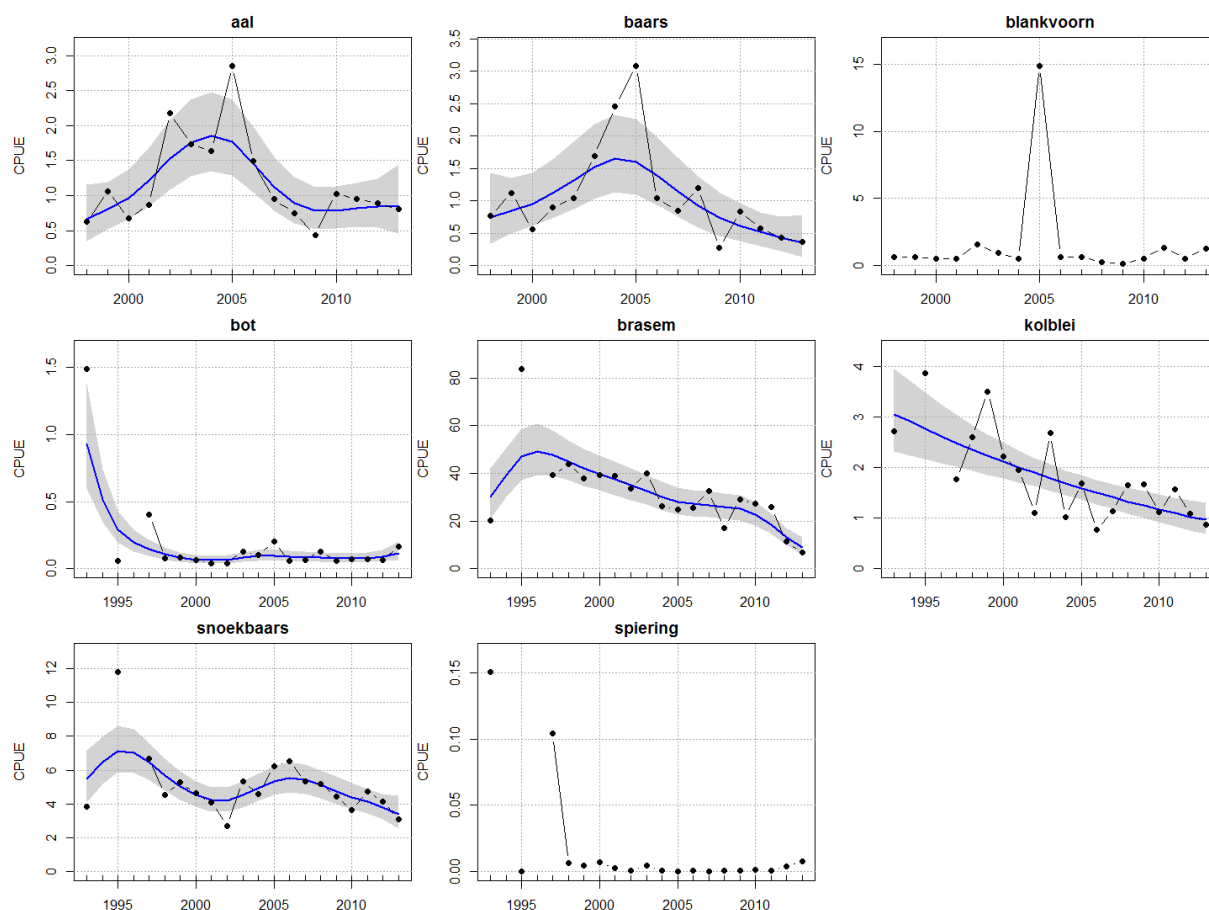 aal
baars
blankvoorn
CPUE
0.0 0.5 1.0 1.5 2.0 2.5 3.0
2000 2005 2010
CPUE
0.0 0.5 1.0 1.5 2.0 2.5 3.0 3.5
2000 2005 2010
CPUE
0 5 10 15
2000 2005 2010
bot
brasem
kolblei
CPUE
0.0 0.5 1.0 1.5
1995 2000 2005 2010
CPUE
0 20 40 60 80
1995 2000 2005 2010
CPUE
0 1 2 3 4
1995 2000 2005 2010
snoekbaars
spiering
CPUE
0 2 4 6 8 10 12
1995 2000 2005 2010
CPUE
0.00 0.05 0.10 0.15
1995 2000 2005 2010